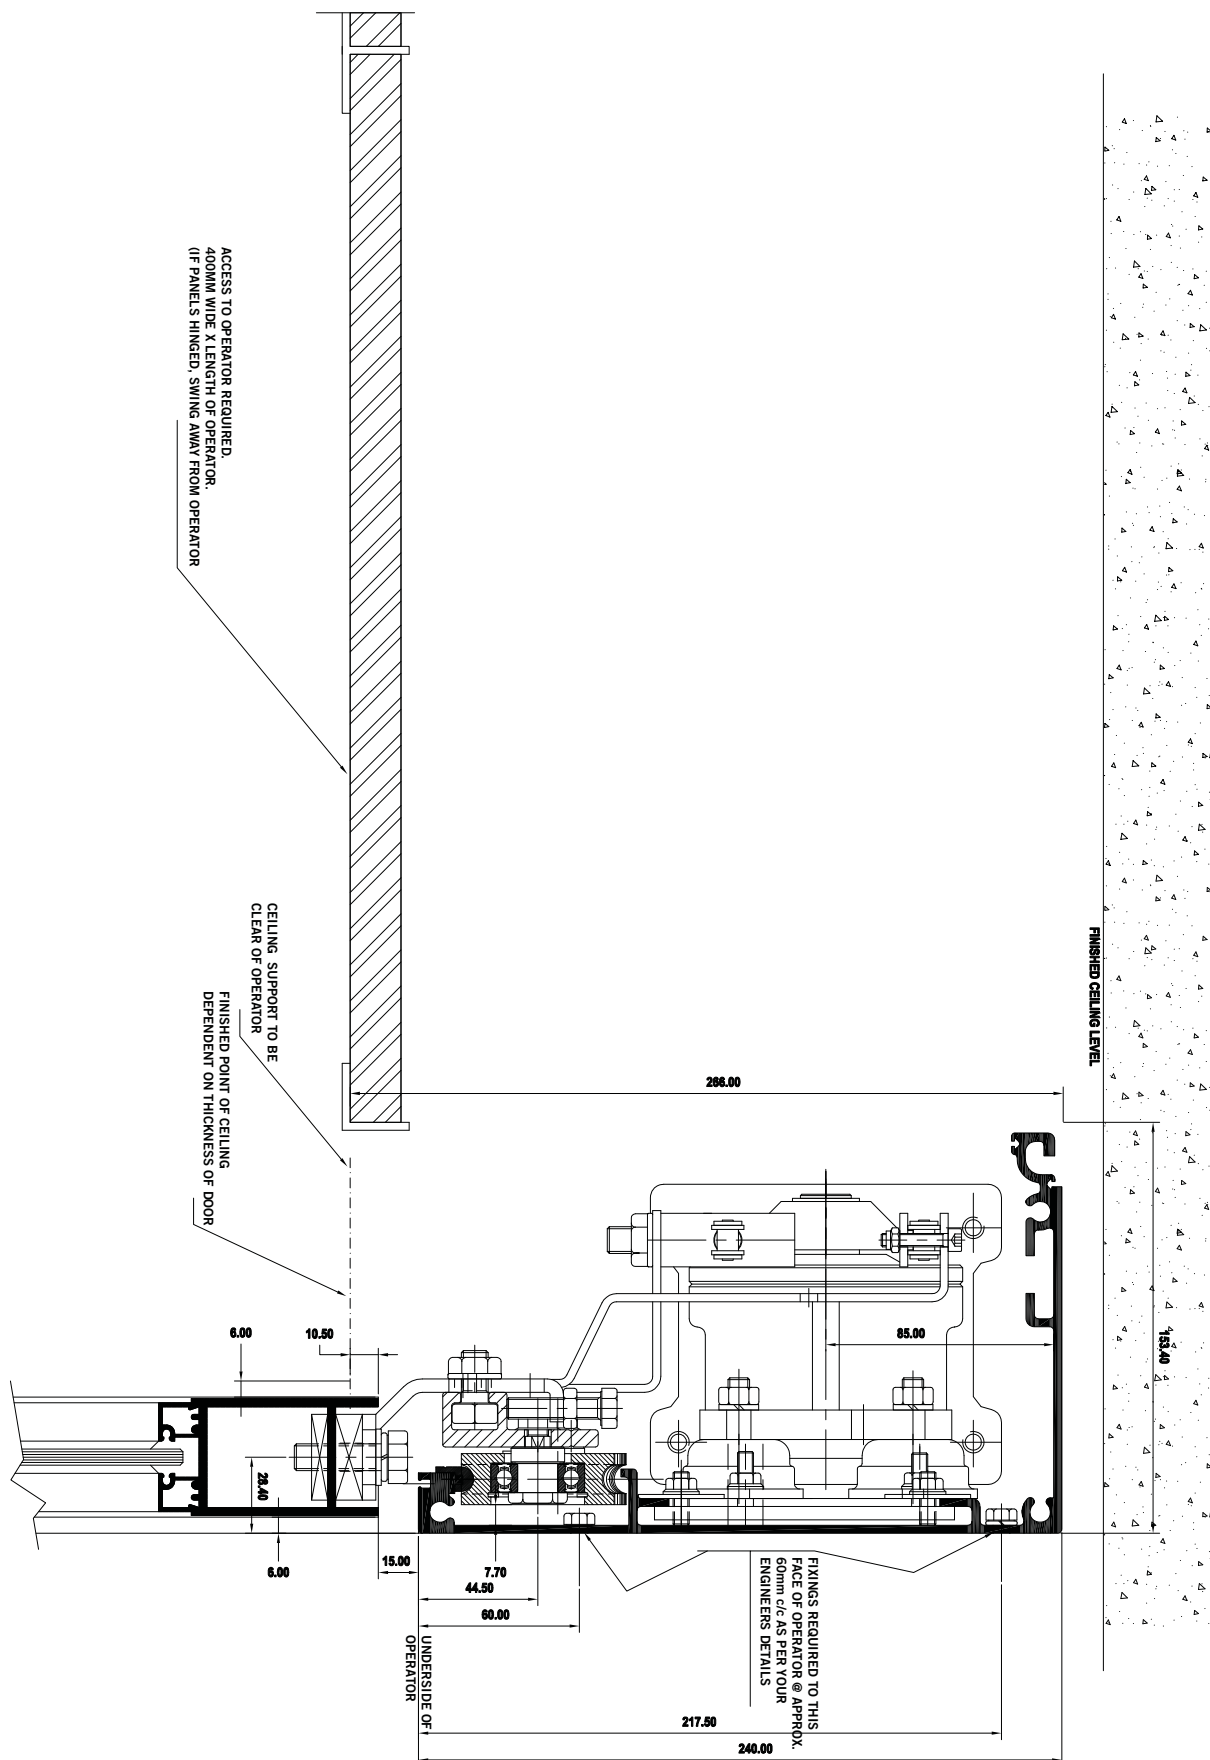 ACCESS TO OPERATOR REQUIRED.
400MM WIDE X LENGTH OF OPERATOR.
(IF PANELS HINGED, SWING AWAY FROM OPERATOR
CEILING SUPPORT TO BE
CLEAR OF OPERATOR
FINISHED POINT OF CEILING
DEPENDENT ON THICKNESS OF DOOR
FINISHED CEILING LEVEL
266.00
153.40
85.00
6.00
10.50
28.40
6.00
15.00
7.70
44.50
60.00
UNDERSIDE OF
OPERATOR
FIXINGS REQUIRED TO THIS
FACE OF OPERATOR @ APPROX.
60mm c/c AS PER YOUR
ENGINEERS DETAILS
217.50
240.00